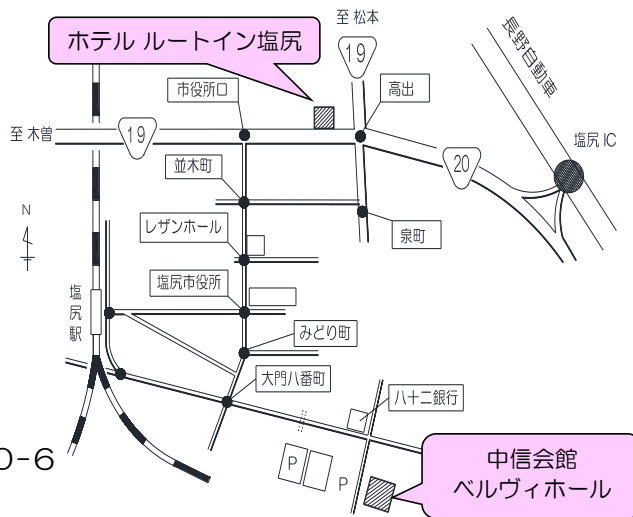 至 松本
ホテル ルートイン塩尻
19
長野自動車
市役所口
高出
至 木曽
19
塩尻 IC
20
並木町
N
レザンホール
泉町
塩尻市役所
塩尻駅
みどり町
大門八番町
八十二銀行
0-6
P
P
中信会館
ベルヴィホール